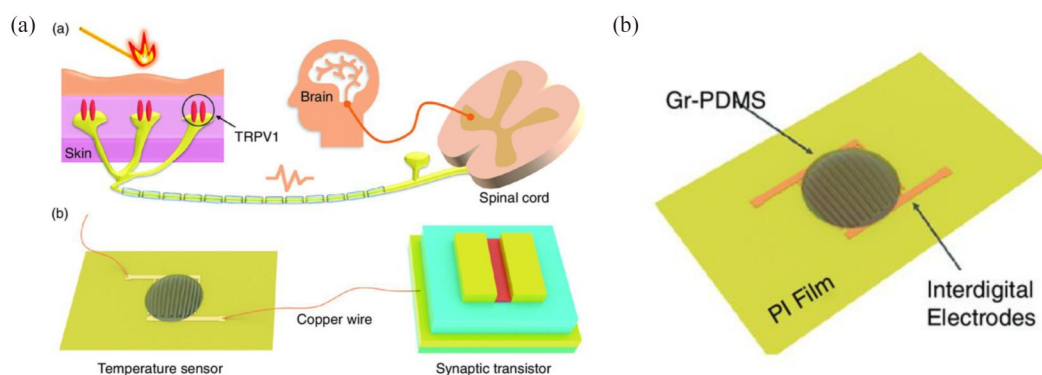 (a)
(a)
Brain
TRPV1
Skin
Spinal cord
(b)
Copper wire
Temperature sensor
Synaptic transistor
(b)
Gr-PDMS
PI Film
Interdigital
Electrodes